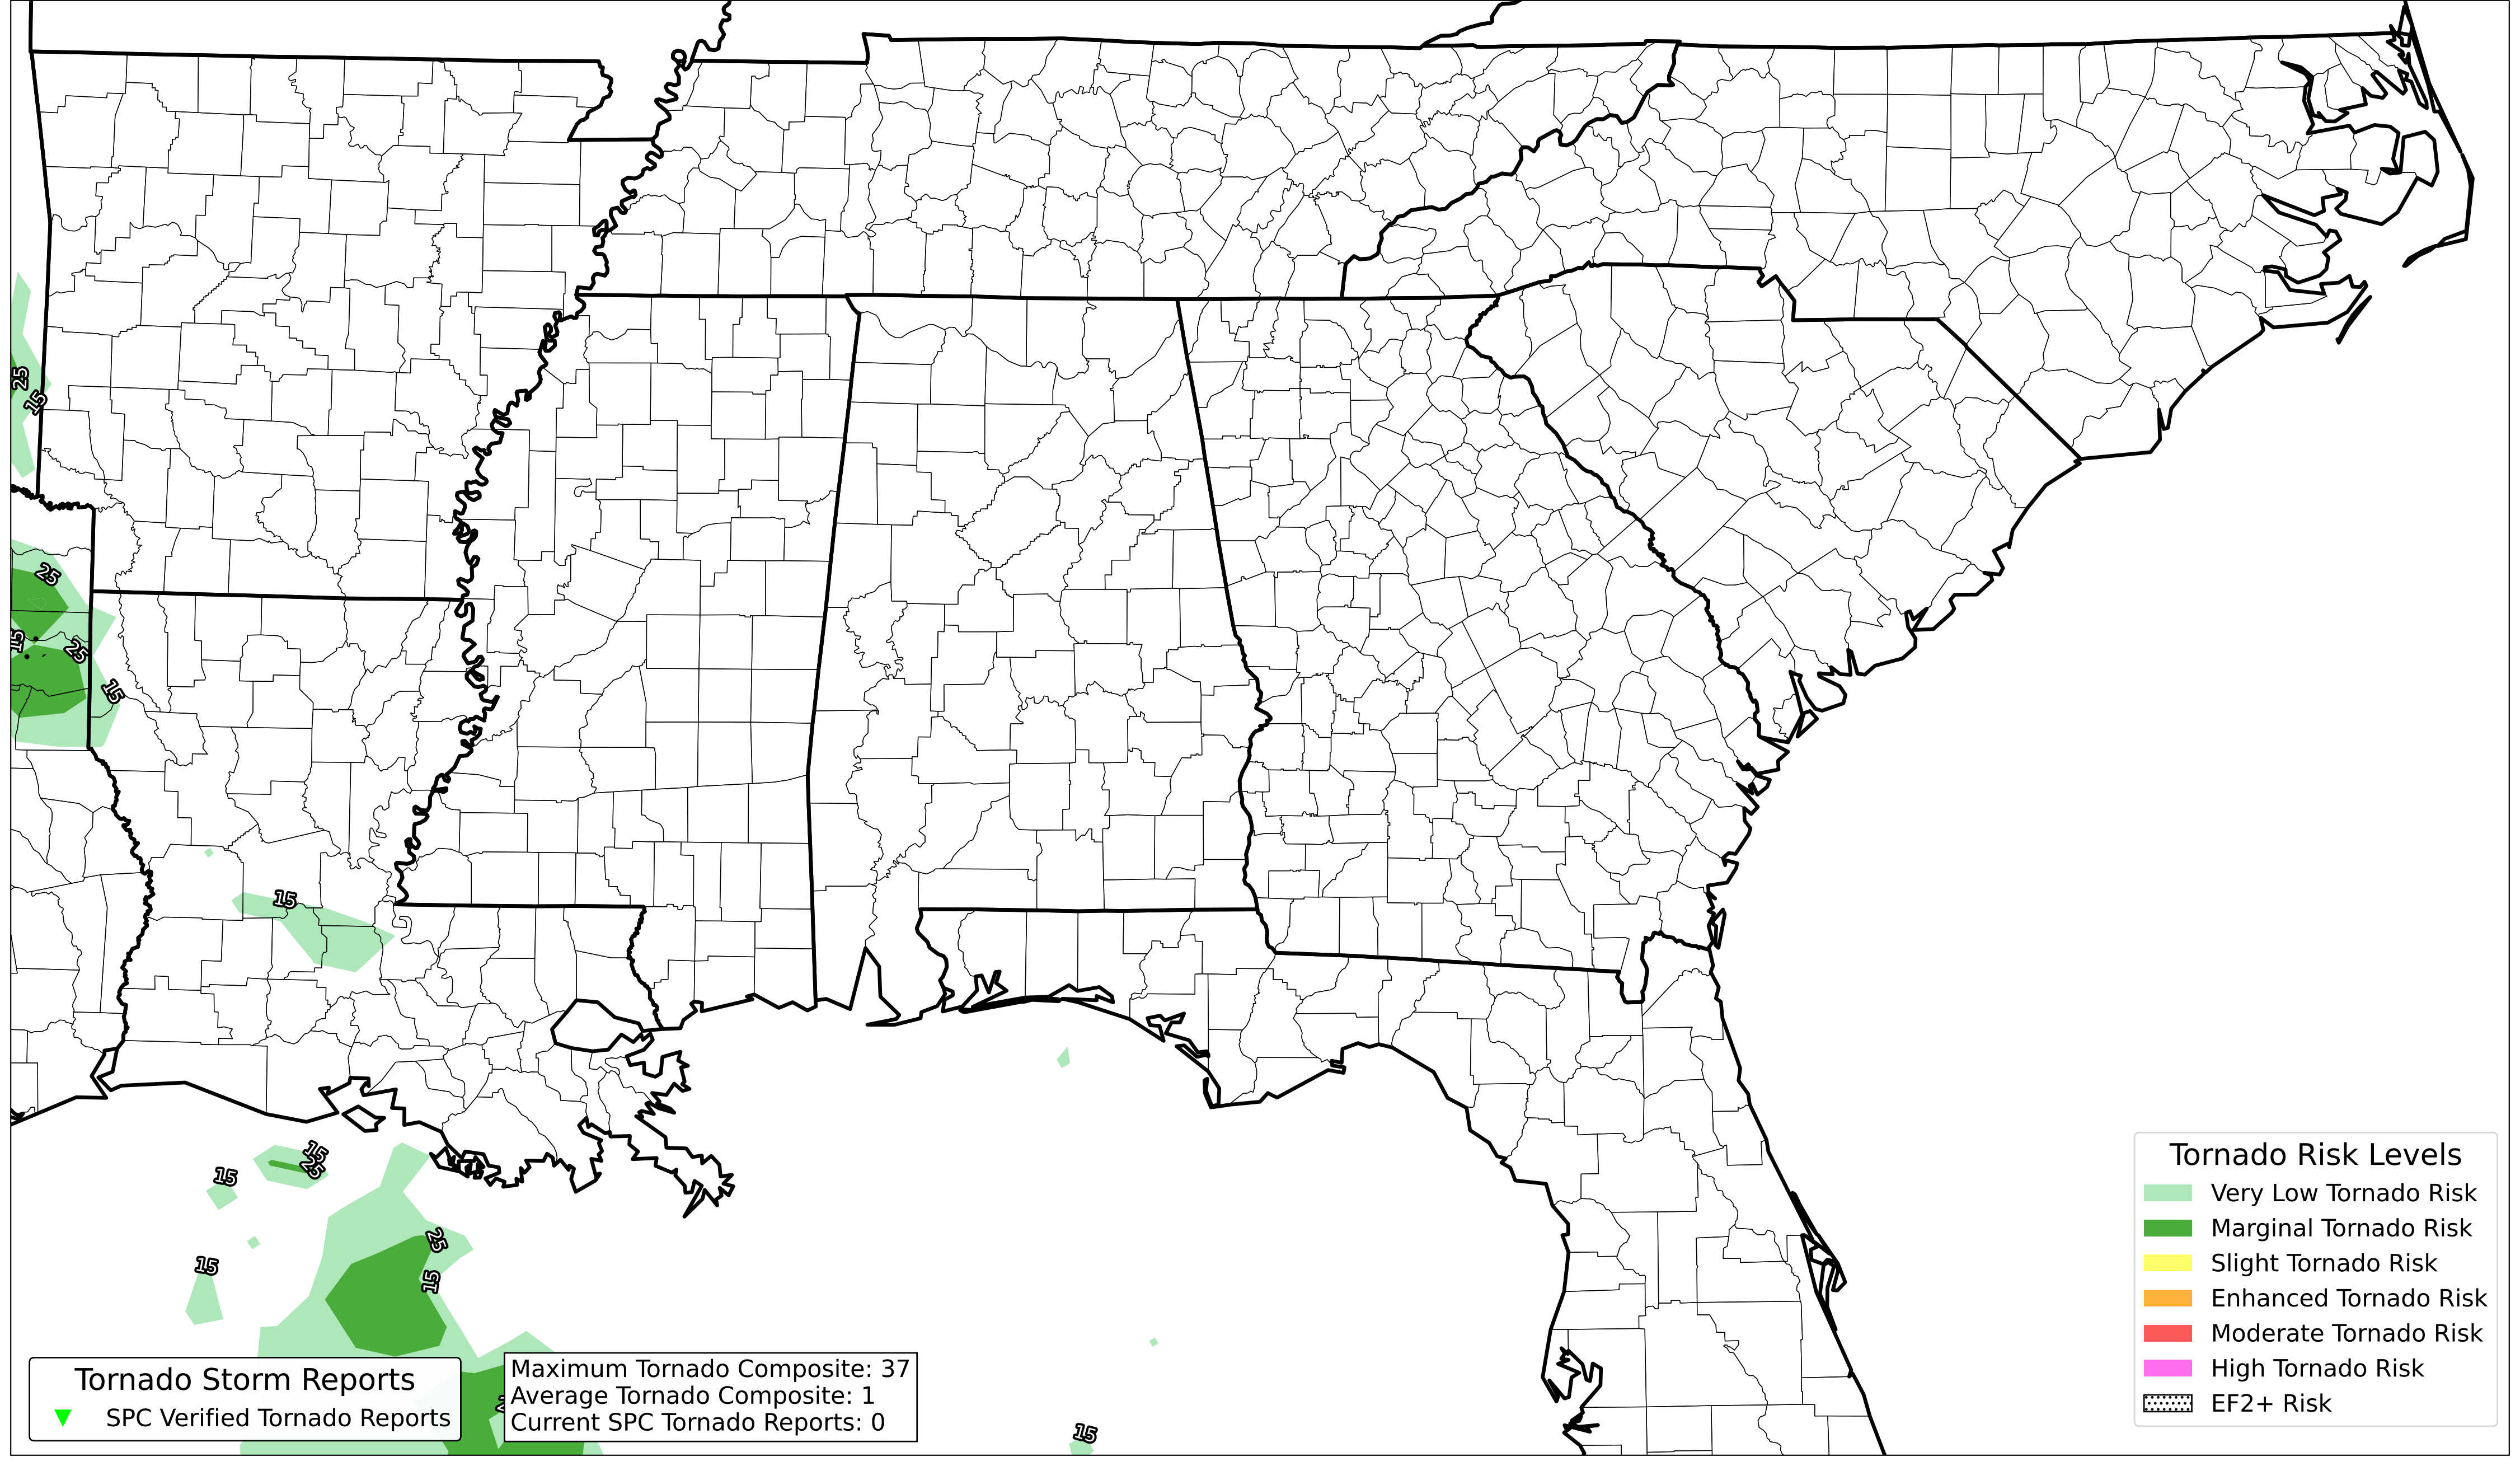 25
15
25
15
25
15
15
15
25
15
25
15
15
15
Tornado Storm Reports
SPC Verified Tornado Reports
Maximum Tornado Composite: 37
Average Tornado Composite: 1
Current SPC Tornado Reports: 0
Tornado Risk Levels
Very Low Tornado Risk
Marginal Tornado Risk
Slight Tornado Risk
Enhanced Tornado Risk
Moderate Tornado Risk
High Tornado Risk
EF2+ Risk